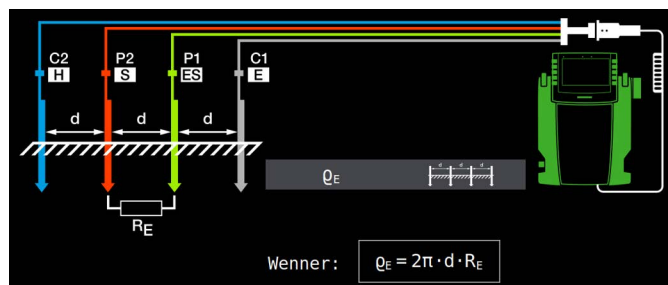 C2 P2 P1 C1
H S ES E
d d d
ϱE d d d
RE
Wenner: ϱE = 2π·d·RE